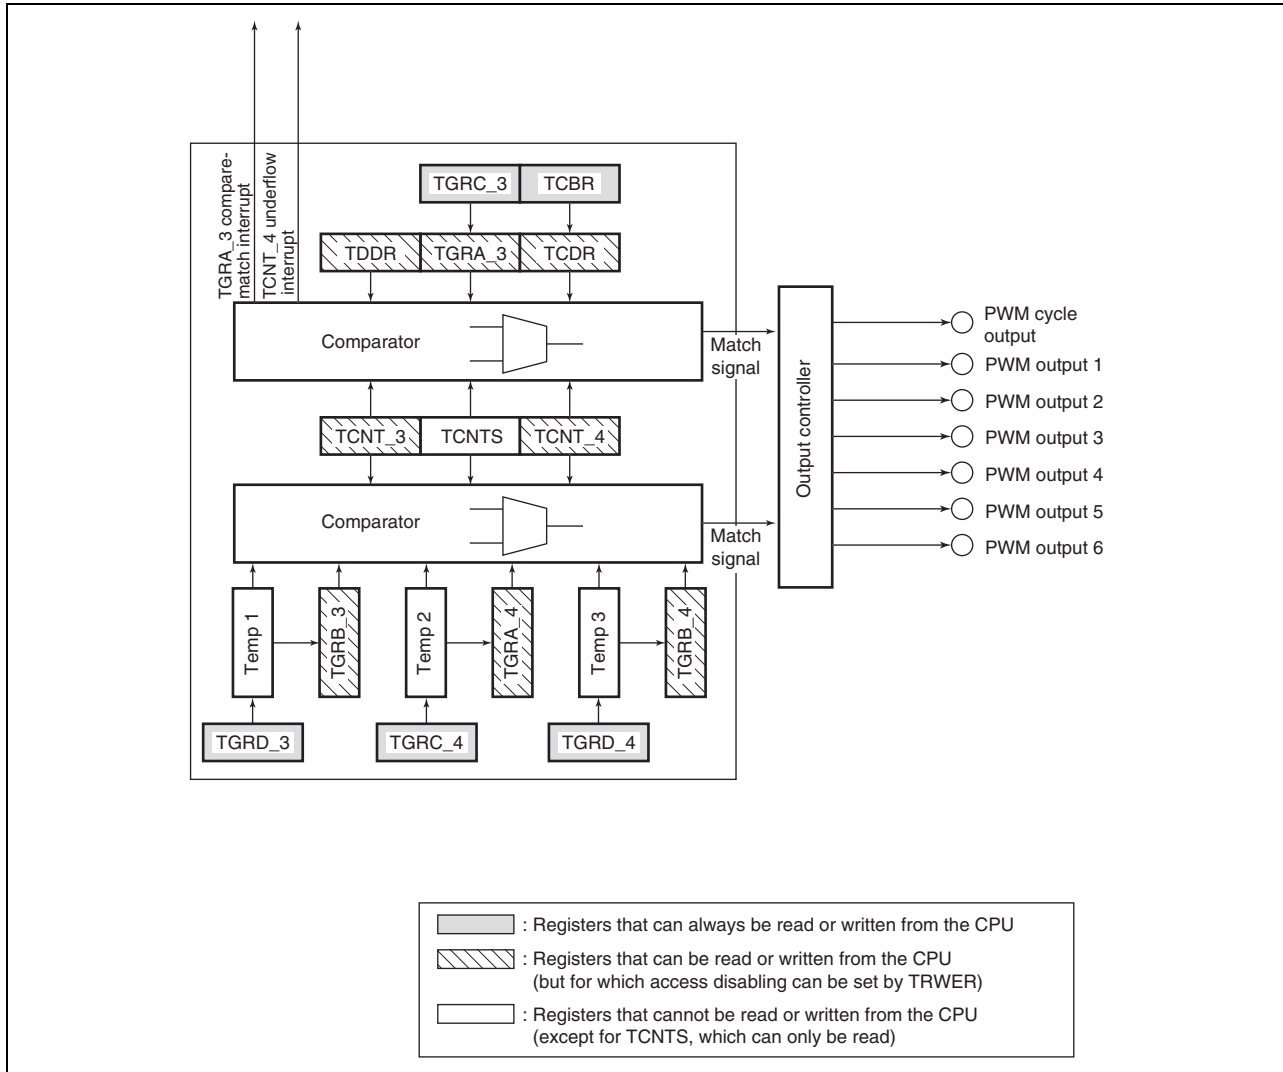 TGRA_3 compare-
match interrupt
TCNT_4 underflow
interrupt
TGRC_3
TCBR
TDDR
TGRA_3
TCDR
Comparator
Match
signal
TCNT_3
TCNTS
TCNT_4
Comparator
Match
signal
Temp 1
TGRB_3
Temp 2
TGRA_4
Temp 3
TGRB_4
TGRD_3
TGRC_4
TGRD_4
Output controller
PWM cycle
output
PWM output 1
PWM output 2
PWM output 3
PWM output 4
PWM output 5
PWM output 6
: Registers that can always be read or written from the CPU
: Registers that can be read or written from the CPU
(but for which access disabling can be set by TRWER)
: Registers that cannot be read or written from the CPU
(except for TCNTS, which can only be read)